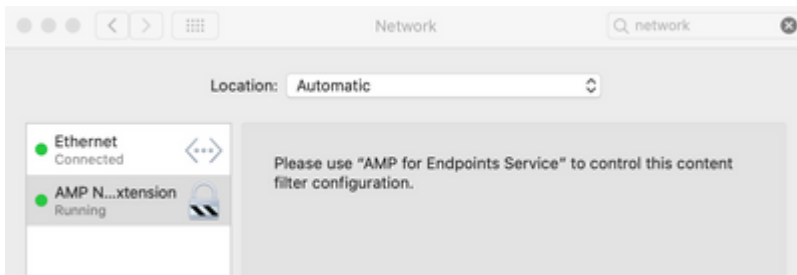 Network
network
Location: Automatic
Ethernet
Connected
AMP N...xtension
Running
Please use “AMP for Endpoints Service” to control this content
filter configuration.